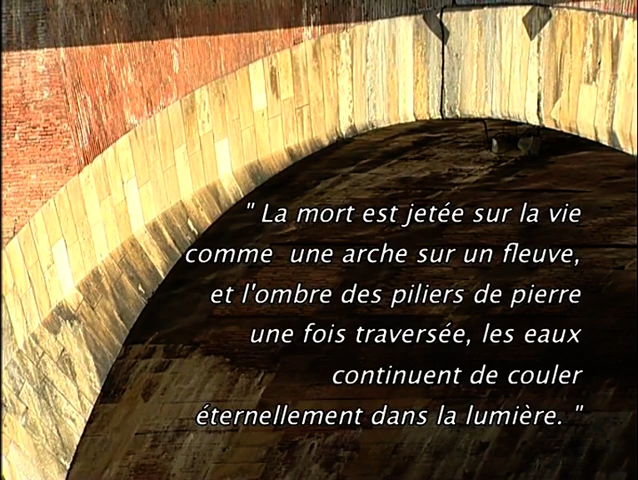 " La mort est jetée sur la vie
comme  une arche sur un fleuve,
et l'ombre des piliers de pierre
une fois traversée, les eaux
continuent de couler
éternellement dans la lumière. "